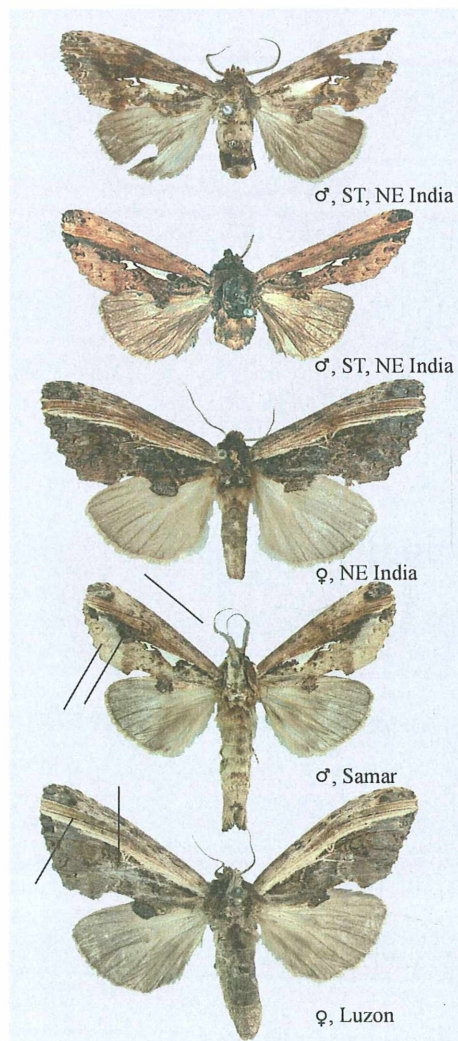 ♂, ST, NE India
♂, ST, NE India
♀, NE India
♂, Samar
♀, Luzon